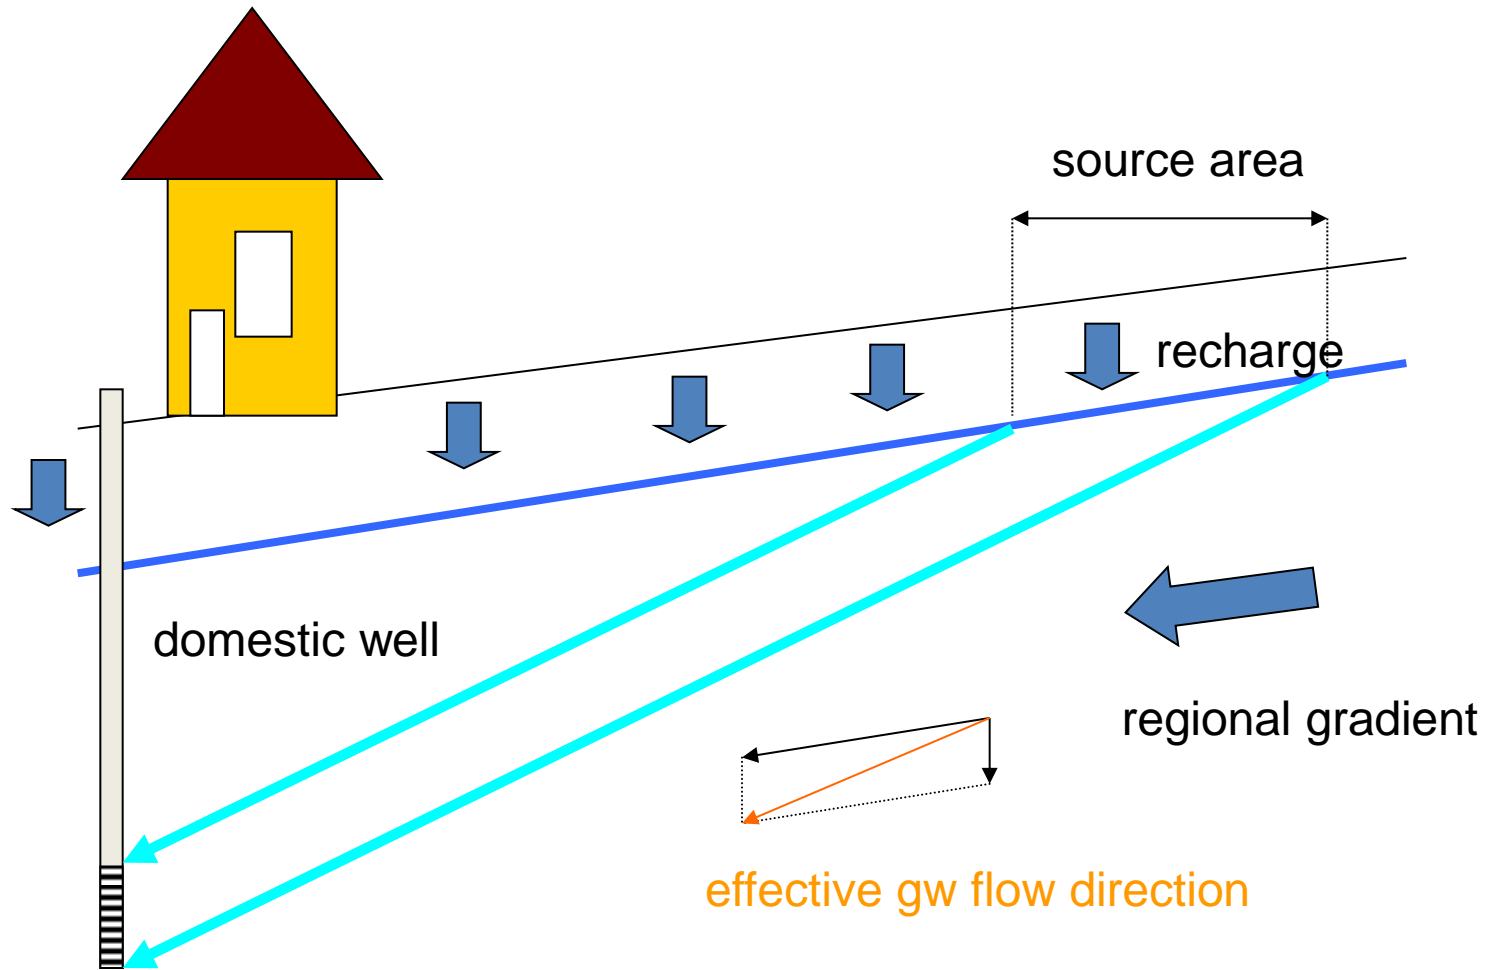 source area
recharge
domestic well
regional gradient
effective gw flow direction